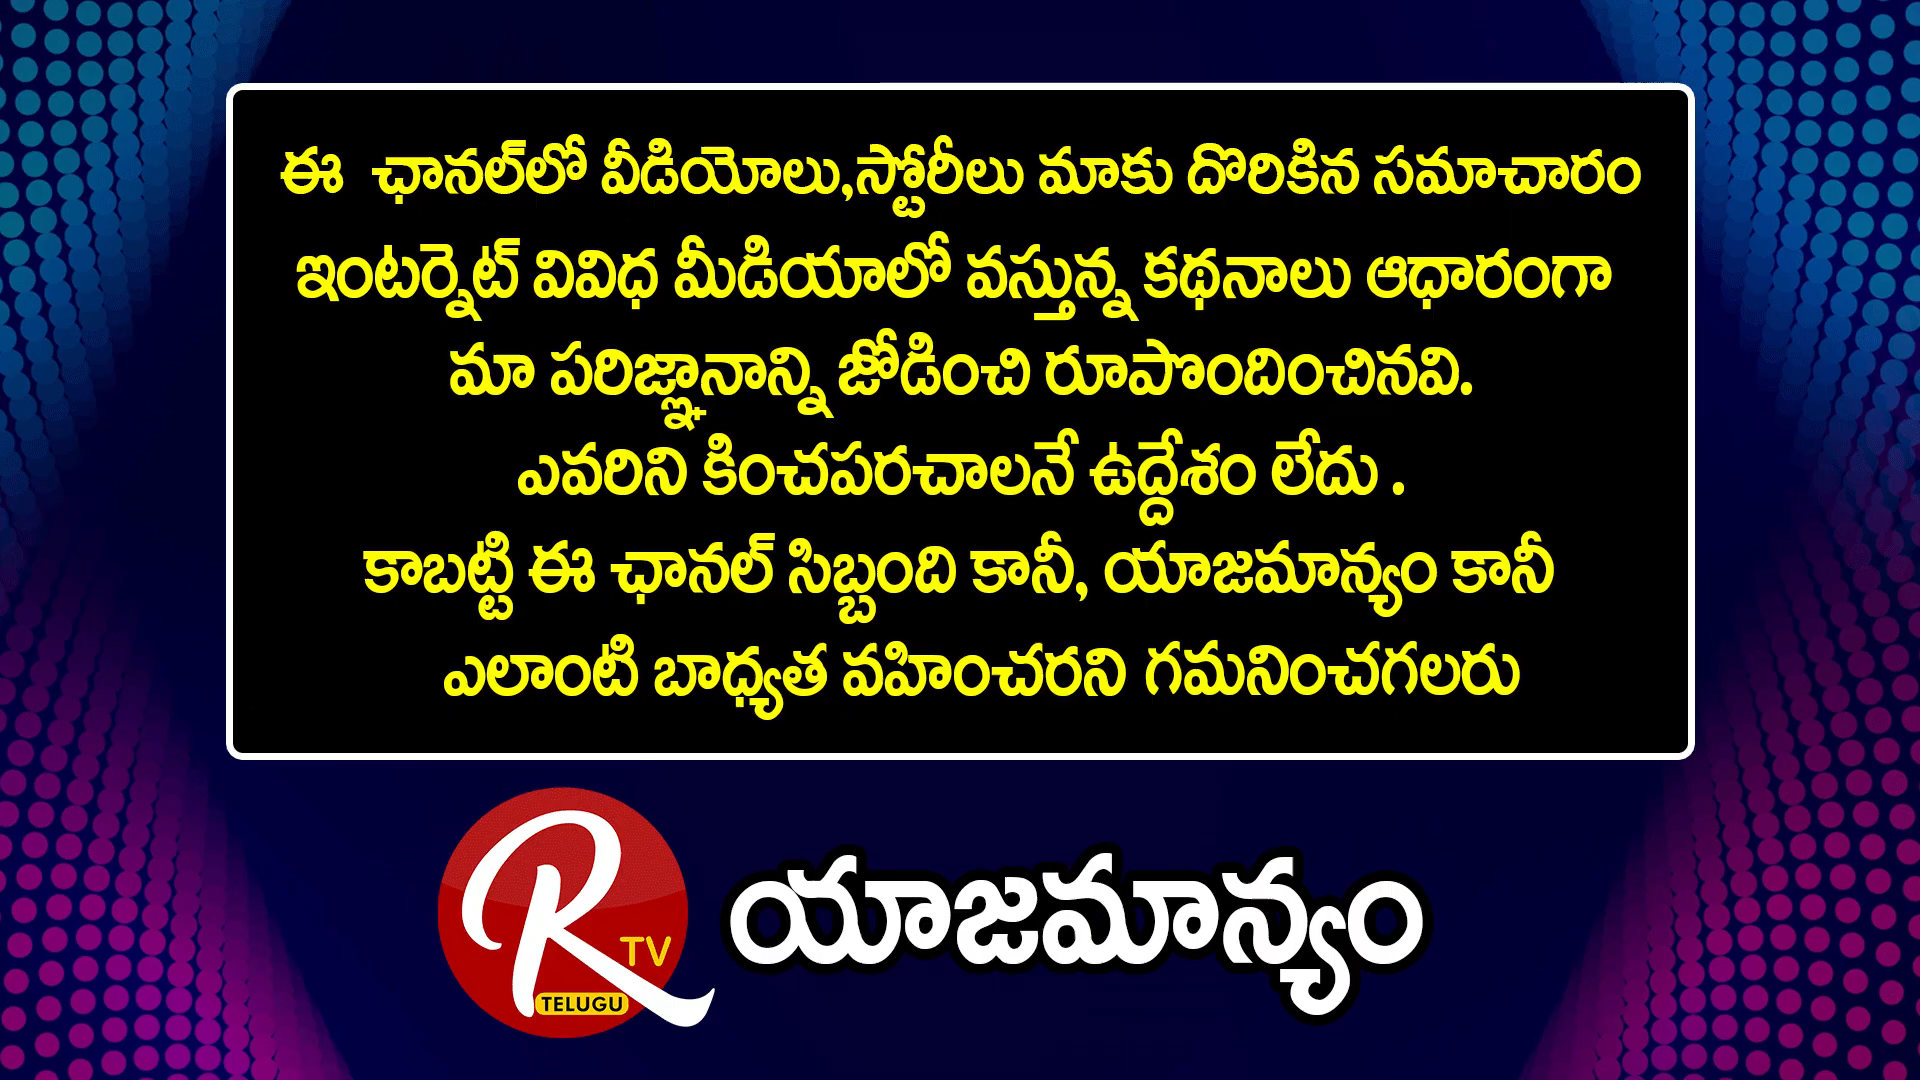 ఈ ఛానల్‌లో వీడియోలు,స్టోరీలు మాకు దొరికిన సమాచారం
ఇంటర్నెట్ వివిధ మీడియాలో వస్తున్న కథనాలు ఆధారంగా
మా పరిజ్ఞానాన్ని జోడించి రూపొందించినవి.
ఎవరిని కించపరచాలనే ఉద్దేశం లేదు .
కాబట్టి ఈ ఛానల్ సిబ్బంది కానీ, యాజమాన్యం కానీ
ఎలాంటి బాధ్యత వహించరని గమనించగలరు
R TV
TELUGU
యాజమాన్యం